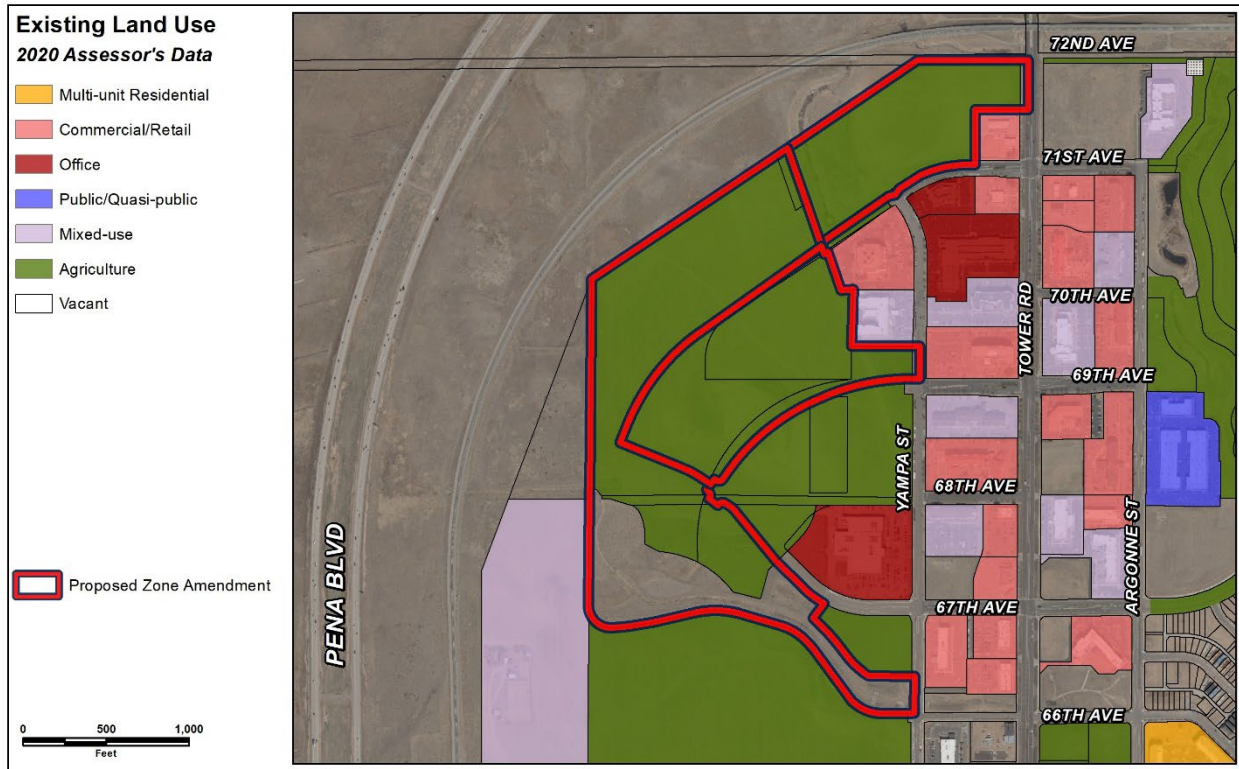 Existing Land Use
2020 Assessor's Data
Multi-unit Residential
Commercial/Retail
Office
Public/Quasi-public
Mixed-use
Agriculture
Vacant
Proposed Zone Amendment
0 500 1,000
Feet
72ND AVE
71ST AVE
70TH AVE
TOWER RD
69TH AVE
YAMPA ST
68TH AVE
ARGONNE ST
PENA BLVD
67TH AVE
66TH AVE